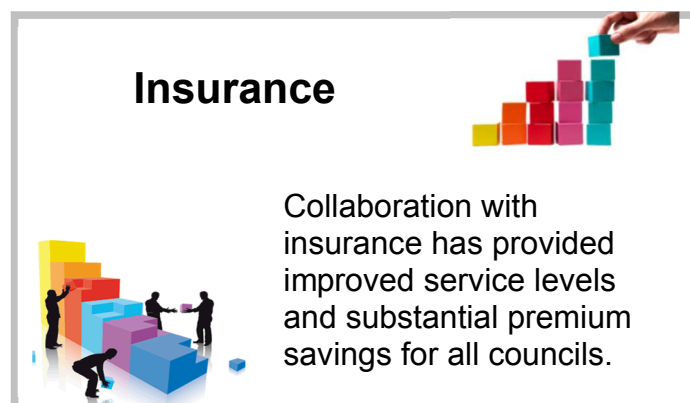 Insurance
Collaboration with
insurance has provided
improved service levels
and substantial premium
savings for all councils.